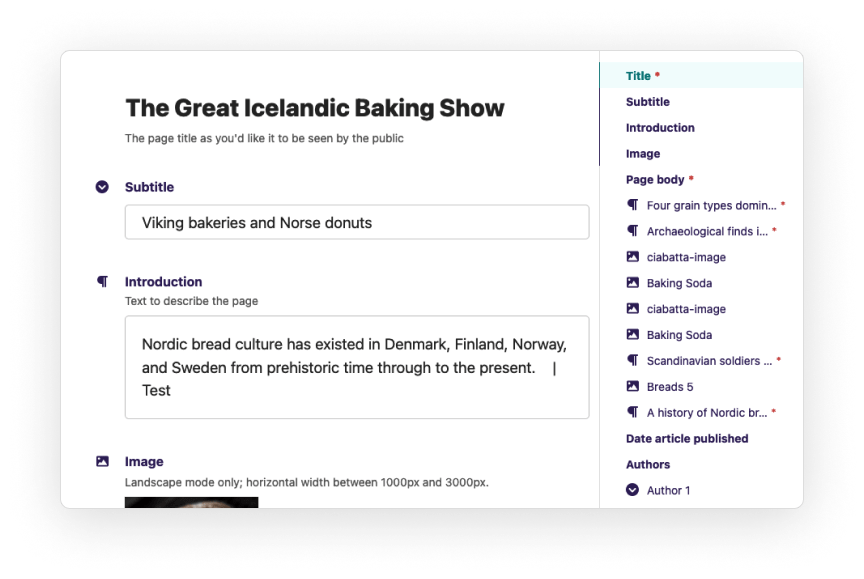 The Great Icelandic Baking Show
The page title as you'd like it to be seen by the public
Subtitle
Viking bakeries and Norse donuts
Introduction
Text to describe the page
Nordic bread culture has existed in Denmark, Finland, Norway,
and Sweden from prehistoric time through to the present. |
Test
Image
Landscape mode only; horizontal width between 1000px and 3000px.
Title *
Subtitle
Introduction
Image
Page body *
¶ Four grain types domin... *
¶ Archaeological finds i... *
ciabatta-image
Baking Soda
ciabatta-image
Baking Soda
¶ Scandinavian soldiers ... *
Breads 5
¶ A history of Nordic br... *
Date article published
Authors
Author 1